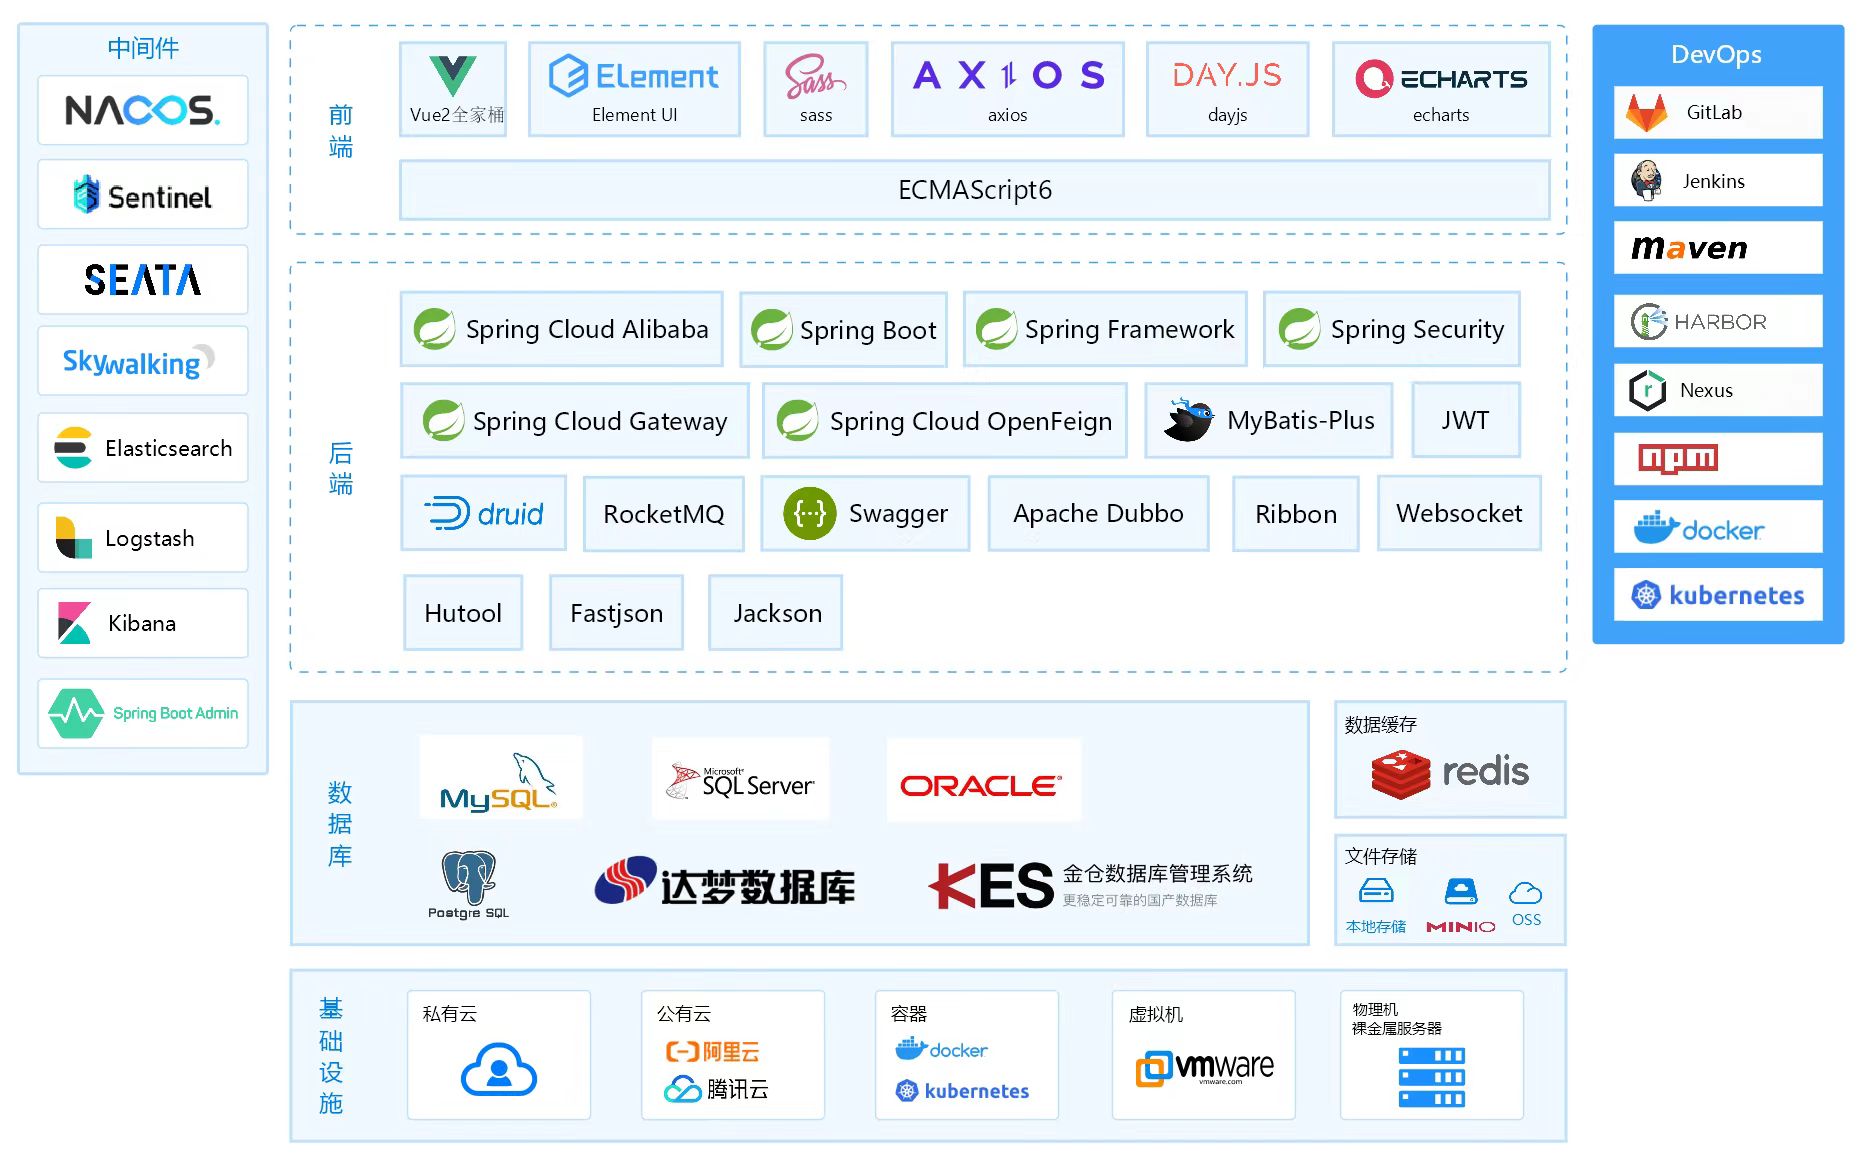 中间件
NACOS.
Sentinel
SEATA
Skywalking
Elasticsearch
Logstash
Kibana
Spring Boot Admin
前端
Vue2全家桶
Element
Element UI
Sass
sass
AXIOS
axios
DAY.JS
dayjs
ECHARTS
echarts
ECMAScript6
后端
Spring Cloud Alibaba
Spring Boot
Spring Framework
Spring Security
Spring Cloud Gateway
Spring Cloud OpenFeign
MyBatis-Plus
JWT
druid
RocketMQ
Swagger
Apache Dubbo
Ribbon
Websocket
Hutool
Fastjson
Jackson
数据库
MySQL®
Microsoft®
SQL Server®
ORACLE®
Postgre SQL
达梦数据库
KES
金仓数据库管理系统
更稳定可靠的国产数据库
数据缓存
redis
文件存储
本地存储
MINIO
OSS
基础设施
私有云
公有云
阿里云
腾讯云
容器
docker
kubernetes
虚拟机
vmware
vmware.com
物理机
裸金属服务器
DevOps
GitLab
Jenkins
maven
HARBOR
Nexus
npm
docker
kubernetes